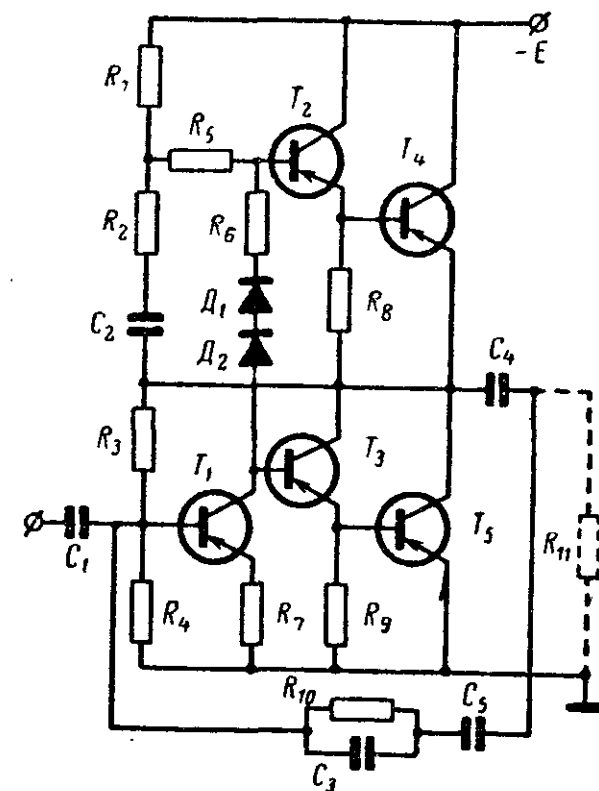 - E
R₁
T₂
R₅
T₄
R₂
R₆
Д₁
R₈
C₂
Д₂
C₄
R₃
T₁
T₃
C₁
T₅
R₁₁
R₄
R₇
R₉
R₁₀
C₅
C₃